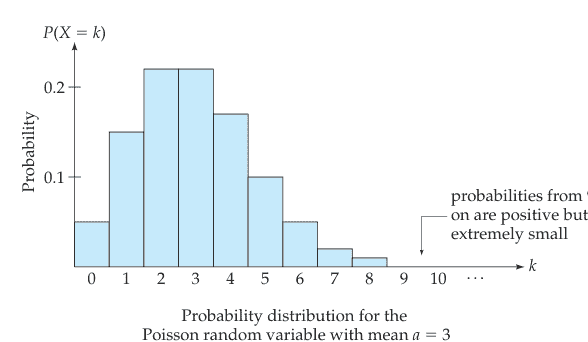 P(X = k)
0.2
0.1
Probability
probabilities from
on are positive but
extremely small
k
0 1 2 3 4 5 6 7 8 9 10 ...
Probability distribution for the
Poisson random variable with mean a = 3